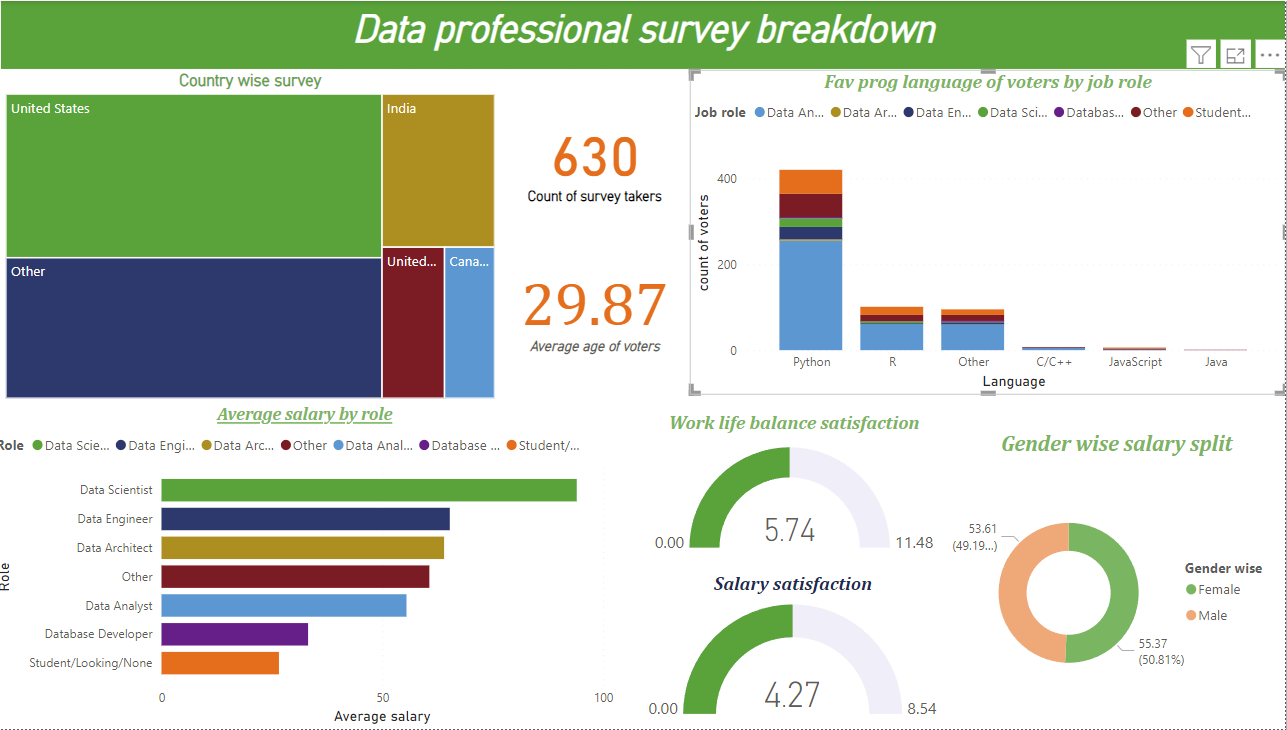 Data professional survey breakdown
Country wise survey
United States
India
Other
United...
Cana...
630
Count of survey takers
29.87
Average age of voters
Fav prog language of voters by job role
Job role Data An... Data Ar... Data En... Data Sci... Databas... Other Student...
count of voters
400
200
0
Python R Other C/C++ JavaScript Java
Language
Average salary by role
Role Data Scie... Data Engi... Data Arc... Other Data Anal... Database ... Student/...
Role
Data Scientist
Data Engineer
Data Architect
Other
Data Analyst
Database Developer
Student/Looking/None
0 50 100
Average salary
Work life balance satisfaction
5.74
0.00 11.48
Salary satisfaction
4.27
0.00 8.54
Gender wise salary split
53.61
(49.19...)
55.37
(50.81%)
Gender wise
Female
Male